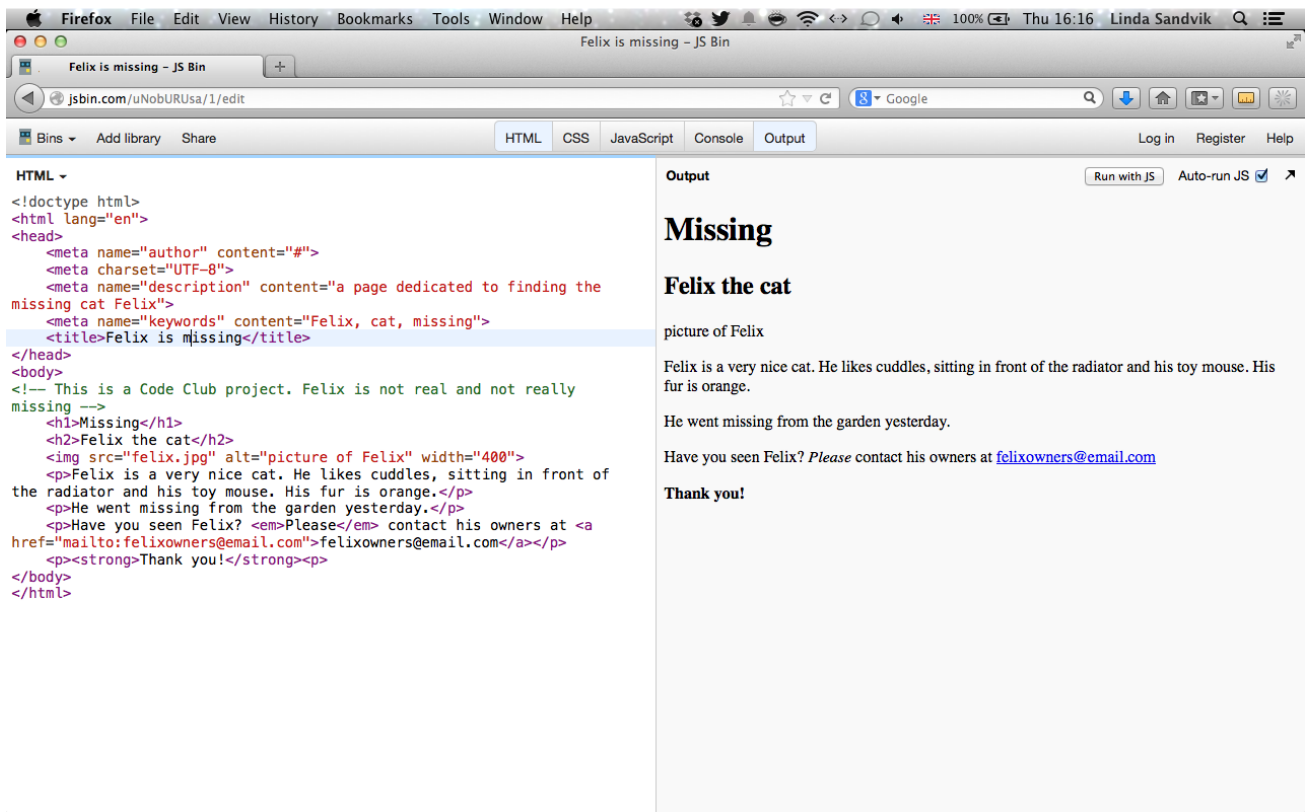 Firefox File Edit View History Bookmarks Tools Window Help 100% Thu 16:16 Linda Sandvik
Felix is missing – JS Bin
Felix is missing – JS Bin +
jsbin.com/uNobURUsa/1/edit 8 Google
Bins Add library Share HTML CSS JavaScript Console Output Log in Register Help
HTML
<!doctype html>
<html lang="en">
<head>
    <meta name="author" content="#">
    <meta charset="UTF-8">
    <meta name="description" content="a page dedicated to finding the
missing cat Felix">
    <meta name="keywords" content="Felix, cat, missing">
    <title>Felix is missing</title>
</head>
<body>
<!-- This is a Code Club project. Felix is not real and not really
missing -->
    <h1>Missing</h1>
    <h2>Felix the cat</h2>
    <img src="felix.jpg" alt="picture of Felix" width="400">
    <p>Felix is a very nice cat. He likes cuddles, sitting in front of
the radiator and his toy mouse. His fur is orange.</p>
    <p>He went missing from the garden yesterday.</p>
    <p>Have you seen Felix? <em>Please</em> contact his owners at <a
href="mailto:felixowners@email.com">felixowners@email.com</a></p>
    <p><strong>Thank you!</strong><p>
</body>
</html>
Output Run with JS Auto-run JS
Missing
Felix the cat
picture of Felix
Felix is a very nice cat. He likes cuddles, sitting in front of the radiator and his toy mouse. His
fur is orange.
He went missing from the garden yesterday.
Have you seen Felix? Please contact his owners at felixowners@email.com
Thank you!